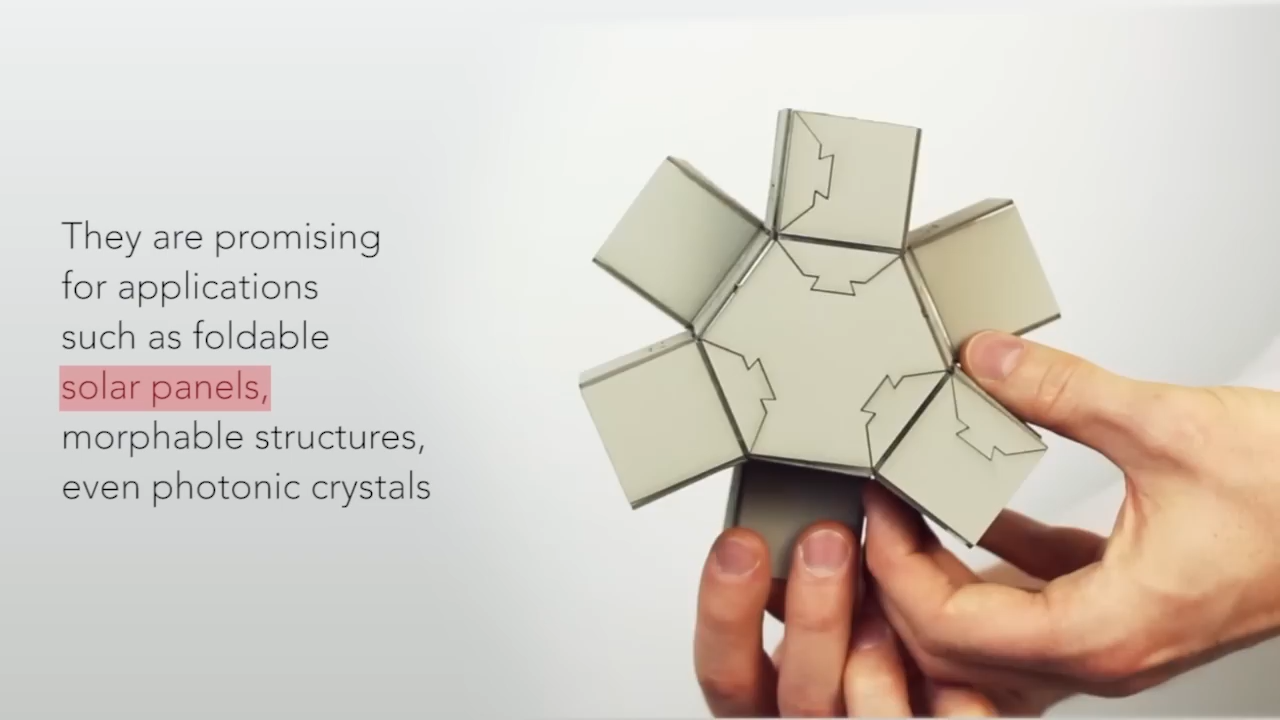 They are promising
for applications
such as foldable
solar panels,
morphable structures,
even photonic crystals